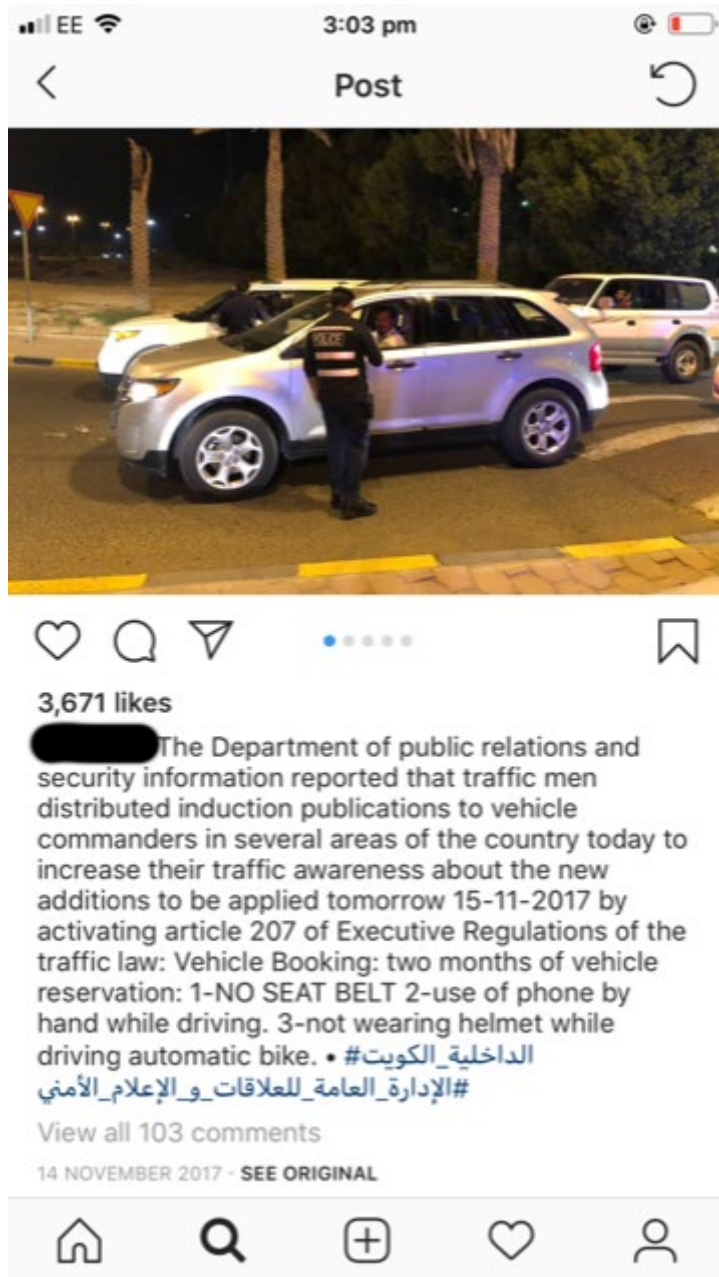 EE
3:03 pm
Post
POLICE
3,671 likes
The Department of public relations and
security information reported that traffic men
distributed induction publications to vehicle
commanders in several areas of the country today to
increase their traffic awareness about the new
additions to be applied tomorrow 15-11-2017 by
activating article 207 of Executive Regulations of the
traffic law: Vehicle Booking: two months of vehicle
reservation: 1-NO SEAT BELT 2-use of phone by
hand while driving. 3-not wearing helmet while
driving automatic bike. • #الداخلية_الكويت
#الإدارة_العامة_للعلاقات_و_الإعلام_الأمني
View all 103 comments
14 NOVEMBER 2017 · SEE ORIGINAL